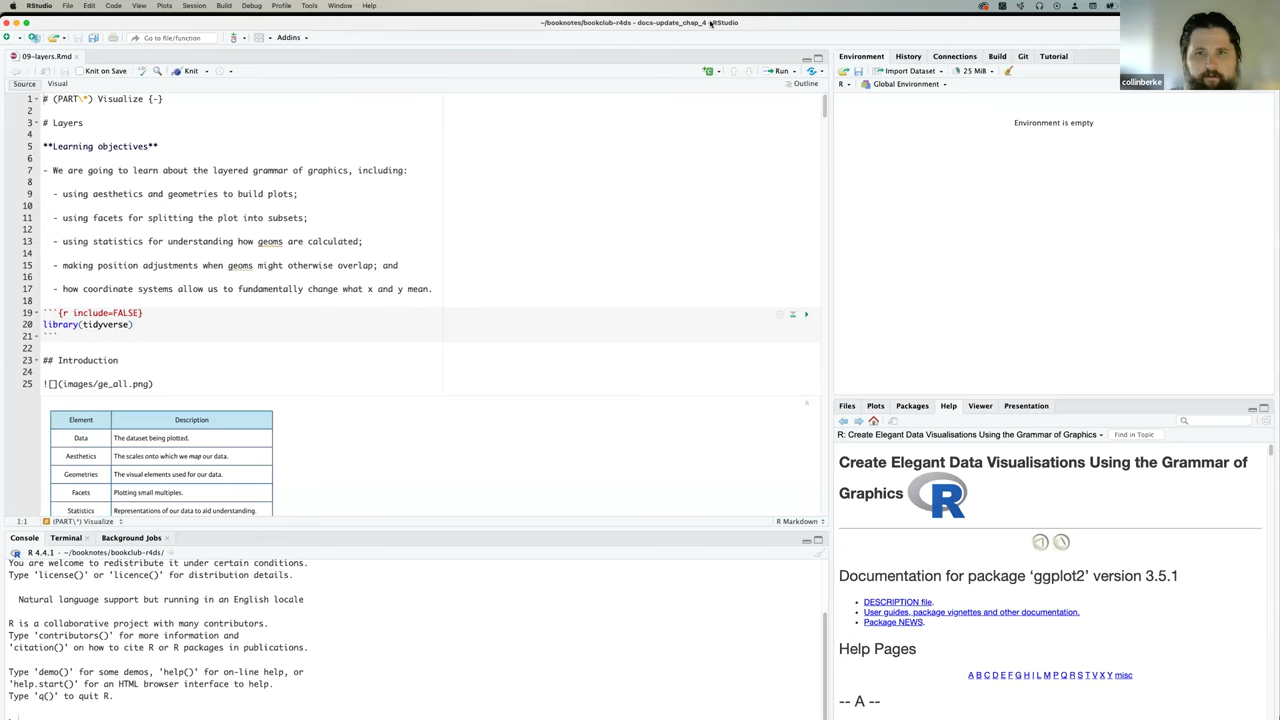 RStudio File Edit Code View Plots Session Build Debug Profile Tools Window Help
~/booknotes/bookclub-r4ds - docs-update_chap_4 - RStudio
Go to file/function Addins
09-layers.Rmd
Knit on Save Knit Run
Source Visual Outline
1 # (PART\*) Visualize {-}
2
3 # Layers
4
5 **Learning objectives**
6
7 - We are going to learn about the layered grammar of graphics, including:
8
9 - using aesthetics and geometries to build plots;
10
11 - using facets for splitting the plot into subsets;
12
13 - using statistics for understanding how geoms are calculated;
14
15 - making position adjustments when geoms might otherwise overlap; and
16
17 - how coordinate systems allow us to fundamentally change what x and y mean.
18
19 ```{r include=FALSE}
20 library(tidyverse)
21 ```
22
23 ## Introduction
24
25 ![](images/ge_all.png)
Element Description
Data The dataset being plotted.
Aesthetics The scales onto which we map our data.
Geometries The visual elements used for our data.
Facets Plotting small multiples.
Statistics Representations of our data to aid understanding.
1:1 (PART\*) Visualize R Markdown
Console Terminal Background Jobs
R 4.4.1 · ~/booknotes/bookclub-r4ds/
You are welcome to redistribute it under certain conditions.
Type 'license()' or 'licence()' for distribution details.
Natural language support but running in an English locale
R is a collaborative project with many contributors.
Type 'contributors()' for more information and
'citation()' on how to cite R or R packages in publications.
Type 'demo()' for some demos, 'help()' for on-line help, or
'help.start()' for an HTML browser interface to help.
Type 'q()' to quit R.
Environment History Connections Build Git Tutorial
Import Dataset 25 MiB
R Global Environment
Environment is empty
collinberke
Files Plots Packages Help Viewer Presentation
R: Create Elegant Data Visualisations Using the Grammar of Graphics Find in Topic
Create Elegant Data Visualisations Using the Grammar of
Graphics R
Documentation for package ‘ggplot2’ version 3.5.1
DESCRIPTION file.
User guides, package vignettes and other documentation.
Package NEWS.
Help Pages
A B C D E F G H I L M P Q R S T V X Y misc
-- A --